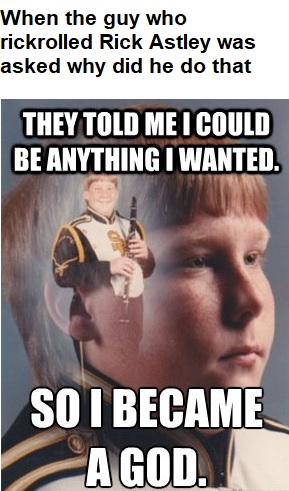 When the guy who
rickrolled Rick Astley was
asked why did he do that
THEY TOLD ME I COULD
BE ANYTHING I WANTED.
SO I BECAME
A GOD.